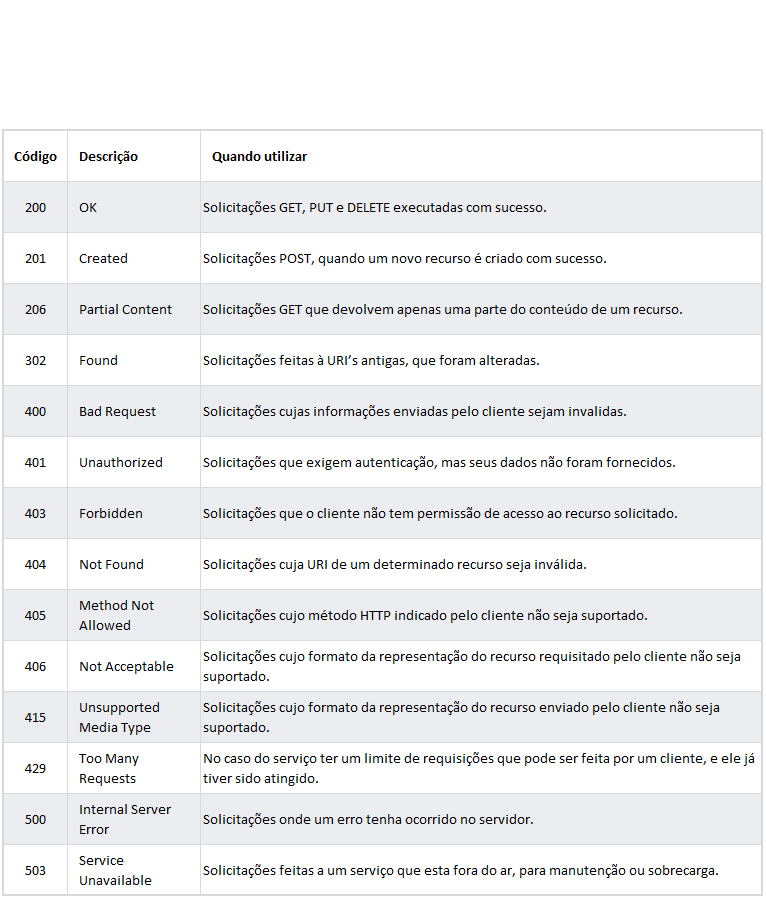 Código Descrição Quando utilizar
200 OK Solicitações GET, PUT e DELETE executadas com sucesso.
201 Created Solicitações POST, quando um novo recurso é criado com sucesso.
206 Partial Content Solicitações GET que devolvem apenas uma parte do conteúdo de um recurso.
302 Found Solicitações feitas à URI’s antigas, que foram alteradas.
400 Bad Request Solicitações cujas informações enviadas pelo cliente sejam invalidas.
401 Unauthorized Solicitações que exigem autenticação, mas seus dados não foram fornecidos.
403 Forbidden Solicitações que o cliente não tem permissão de acesso ao recurso solicitado.
404 Not Found Solicitações cuja URI de um determinado recurso seja inválida.
405 Method Not
Allowed Solicitações cujo método HTTP indicado pelo cliente não seja suportado.
406 Not Acceptable Solicitações cujo formato da representação do recurso requisitado pelo cliente não seja
suportado.
415 Unsupported
Media Type Solicitações cujo formato da representação do recurso enviado pelo cliente não seja
suportado.
429 Too Many
Requests No caso do serviço ter um limite de requisições que pode ser feita por um cliente, e ele já
tiver sido atingido.
500 Internal Server
Error Solicitações onde um erro tenha ocorrido no servidor.
503 Service
Unavailable Solicitações feitas a um serviço que esta fora do ar, para manutenção ou sobrecarga.